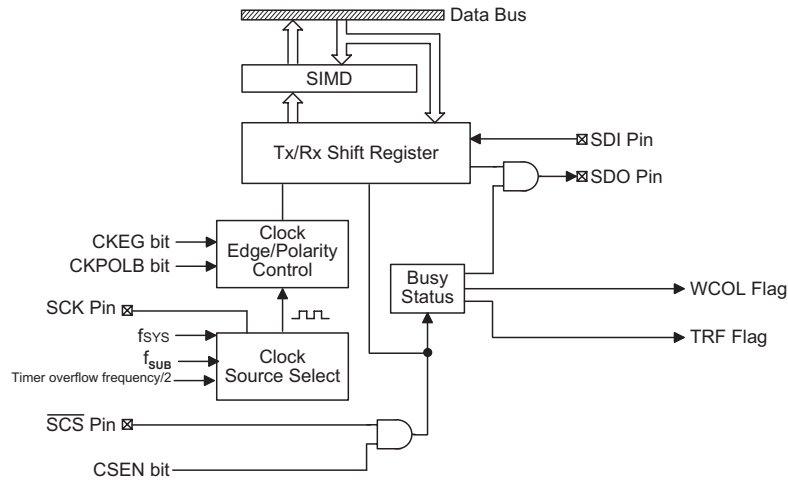 Data Bus
SIMD
Tx/Rx Shift Register
SDI Pin
SDO Pin
CKEG bit
CKPOLB bit
Clock
Edge/Polarity
Control
Busy
Status
WCOL Flag
TRF Flag
SCK Pin
fSYS
fSUB
Timer overflow frequency/2
Clock
Source Select
SCS Pin
CSEN bit